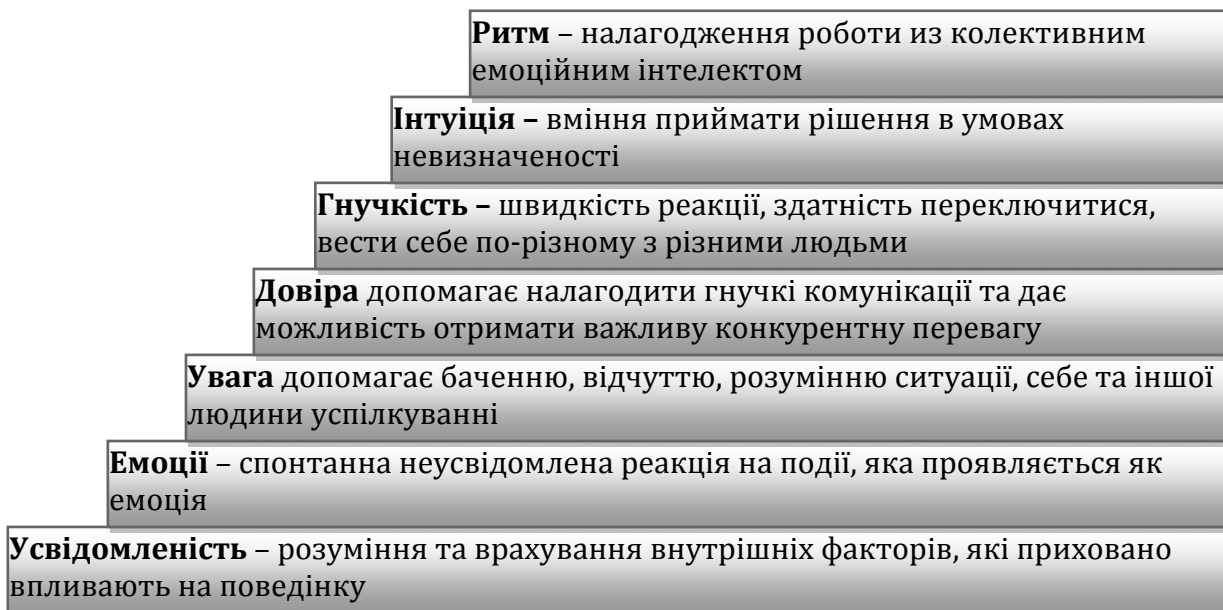 Ритм – налагодження роботи из колективним
емоційним інтелектом
Інтуіція – вміння приймати рішення в умовах
невизначеності
Гнучкість – швидкість реакції, здатність переключитися,
вести себе по-різному з різними людьми
Довіра допомагає налагодити гнучкі комунікації та дає
можливість отримати важливу конкурентну перевагу
Увага допомагає баченню, відчуттю, розумінню ситуації, себе та іншої
людини успілкуванні
Емоції – спонтанна неусвідомлена реакція на події, яка проявляється як
емоція
Усвідомленість – розуміння та врахування внутрішніх факторів, які приховано
впливають на поведінку